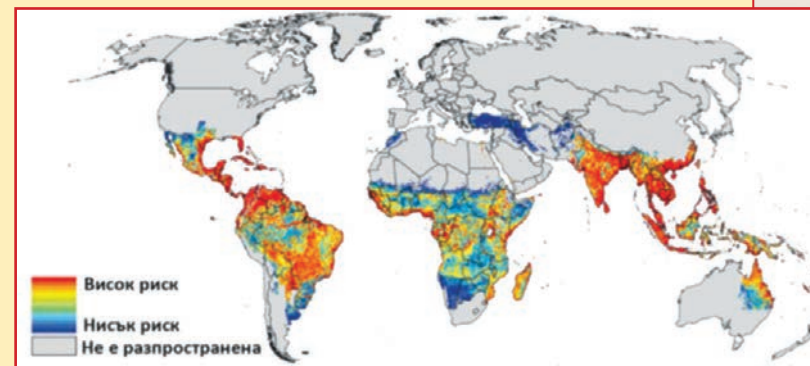 Висок риск
Нисък риск
Не е разпространена